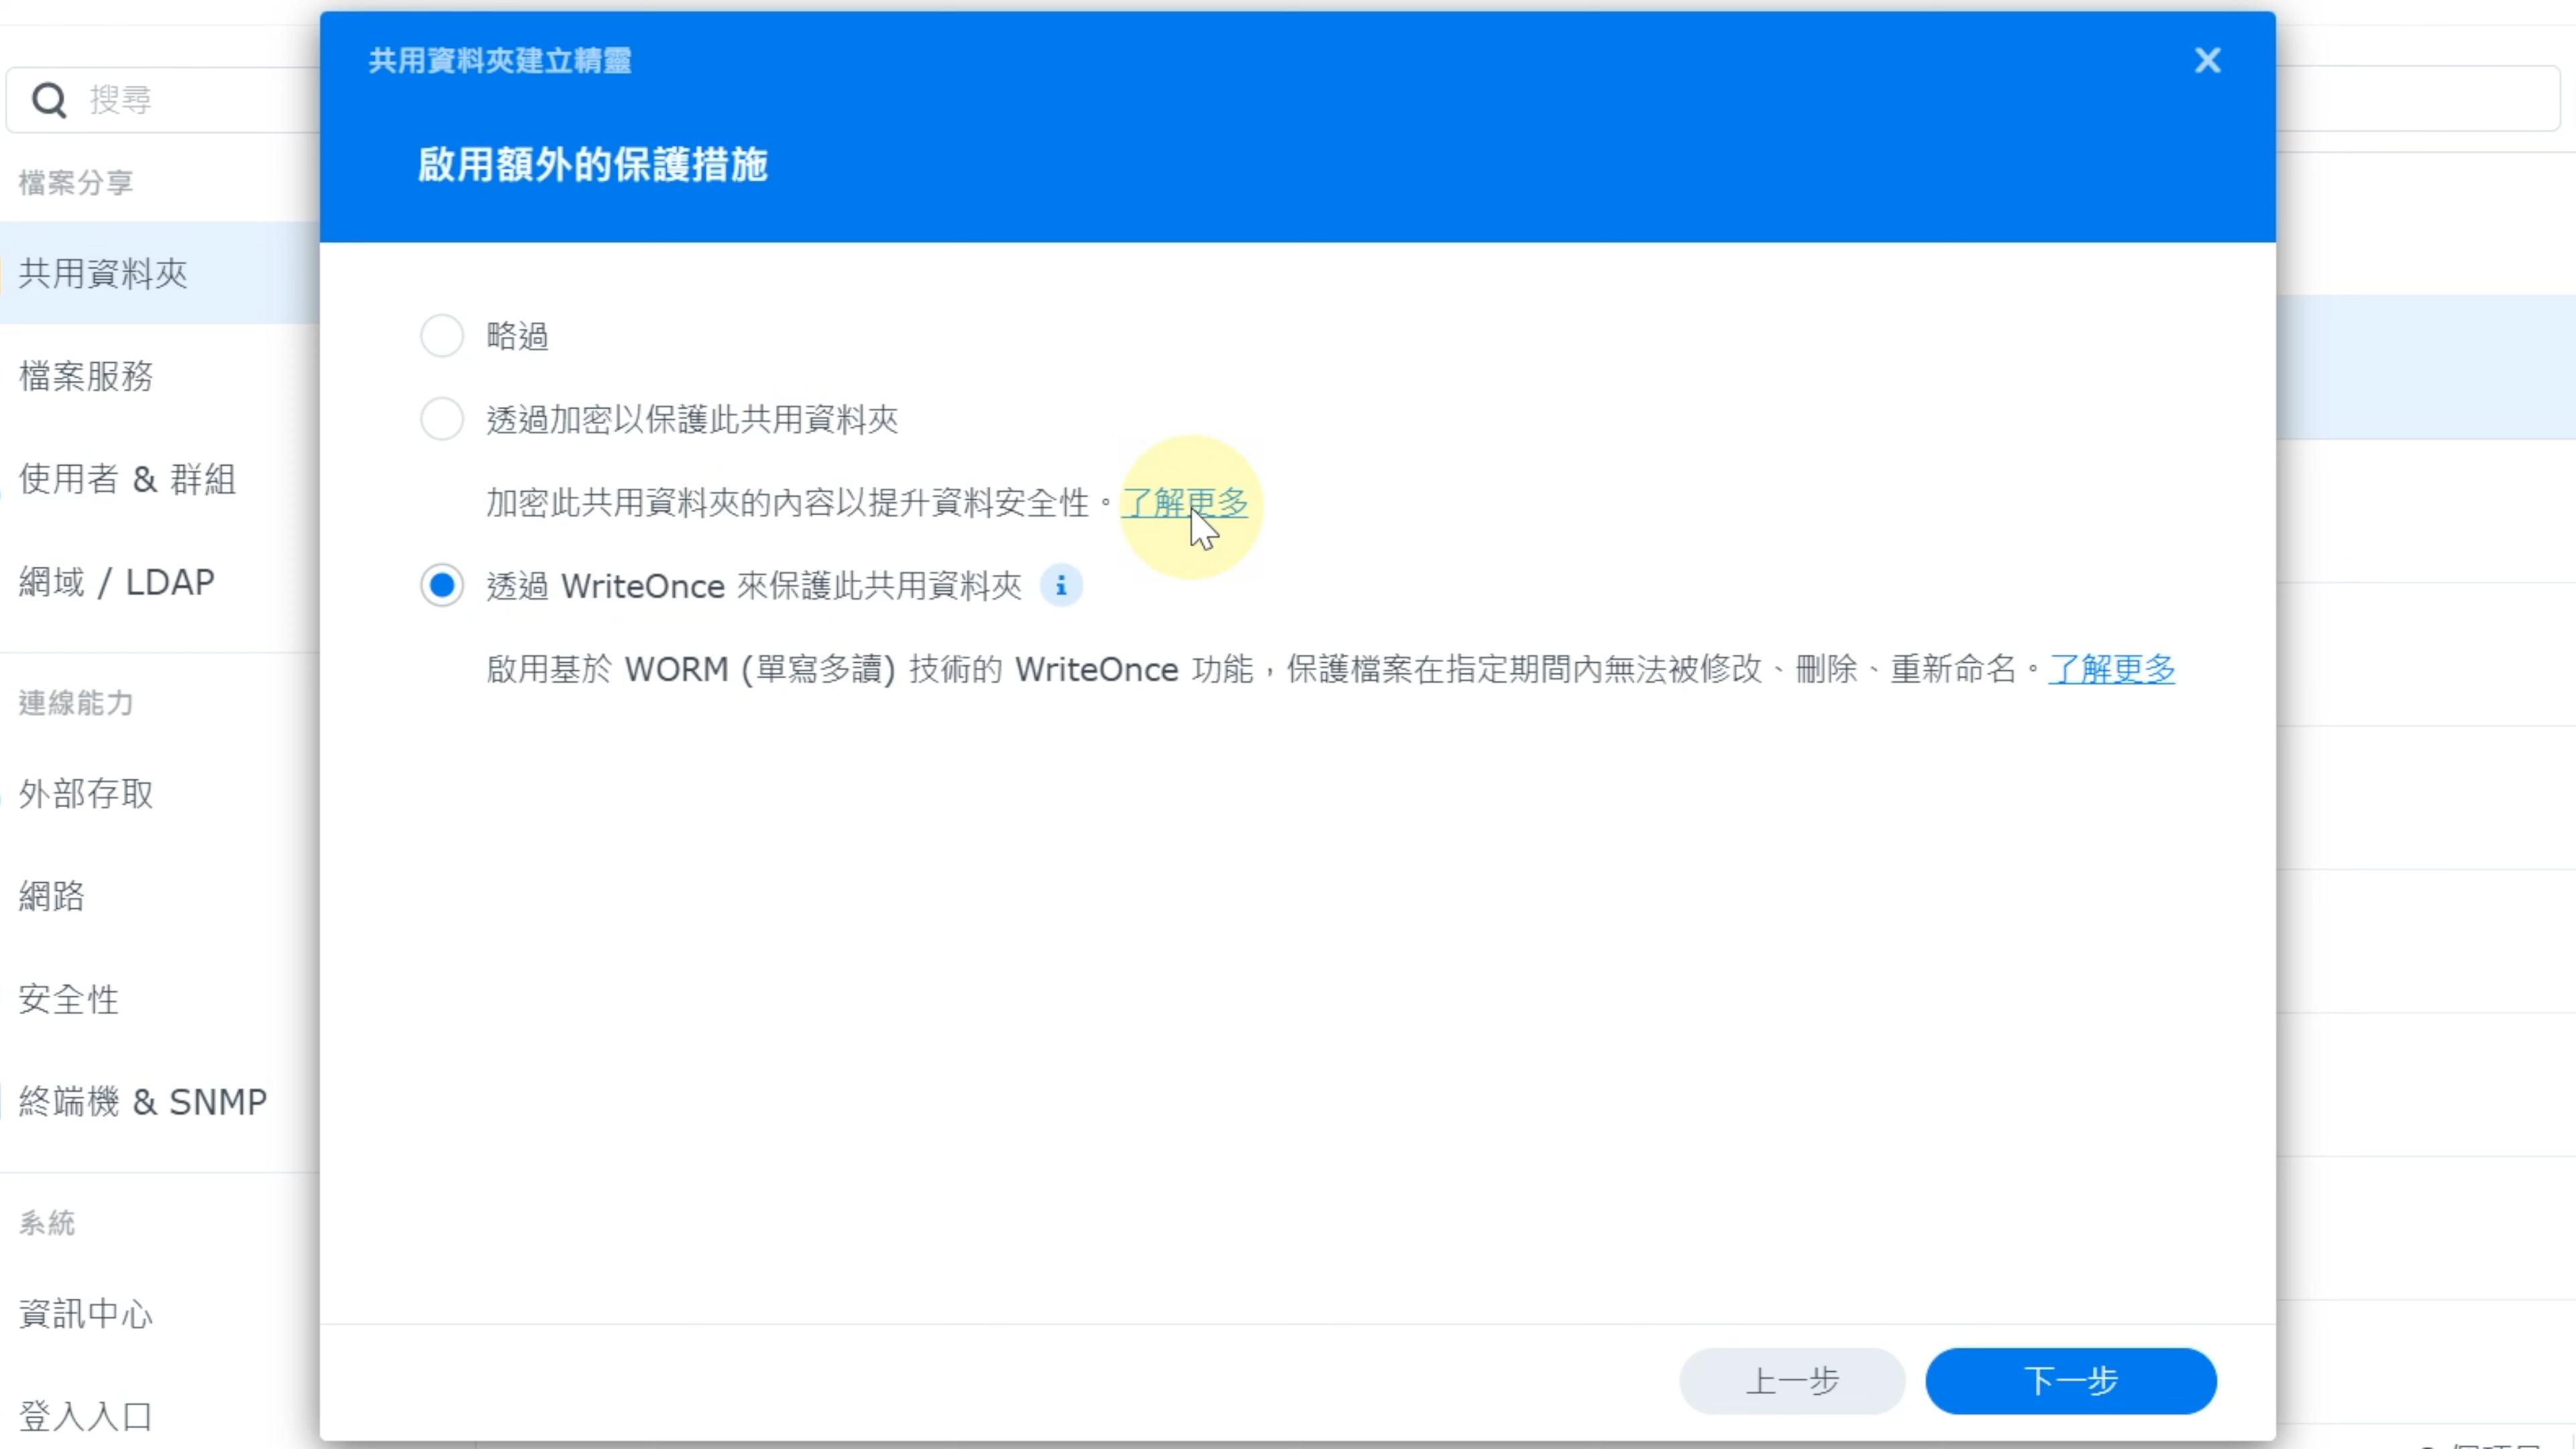 搜尋
檔案分享
共用資料夾
檔案服務
使用者 & 群組
網域 / LDAP
連線能力
外部存取
網路
安全性
終端機 & SNMP
系統
資訊中心
登入入口
共用資料夾建立精靈
啟用額外的保護措施
略過
透過加密以保護此共用資料夾
加密此共用資料夾的內容以提升資料安全性。了解更多
透過 WriteOnce 來保護此共用資料夾
啟用基於 WORM (單寫多讀) 技術的 WriteOnce 功能，保護檔案在指定期間內無法被修改、刪除、重新命名。了解更多
上一步
下一步